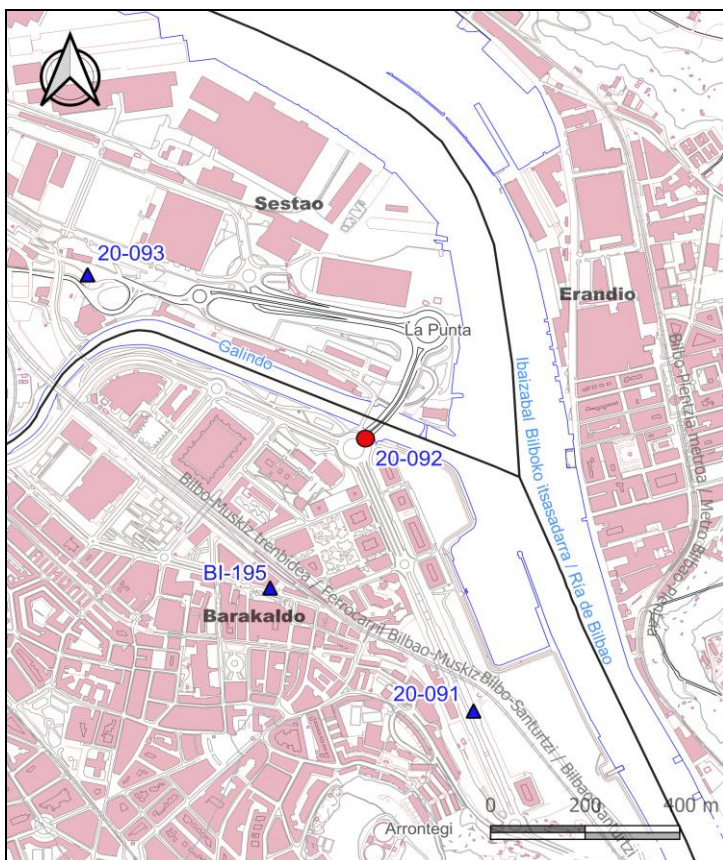 Sestao
20-093
Erandio
La Punta
Galindo
20-092
Bilbo-Plentzia metroa / Metro Bilbao-Plentzia
Ibaizabal Bilboko itsasadarra / Ría de Bilbao
Bilbo-Muskiz trenbidea / Ferrocarril Bilbao-Muskiz
BI-195
Barakaldo
20-091
Bilbo-Santurtzi / Bilbao-Santurtzi
Arrontegi
0 200 400 m